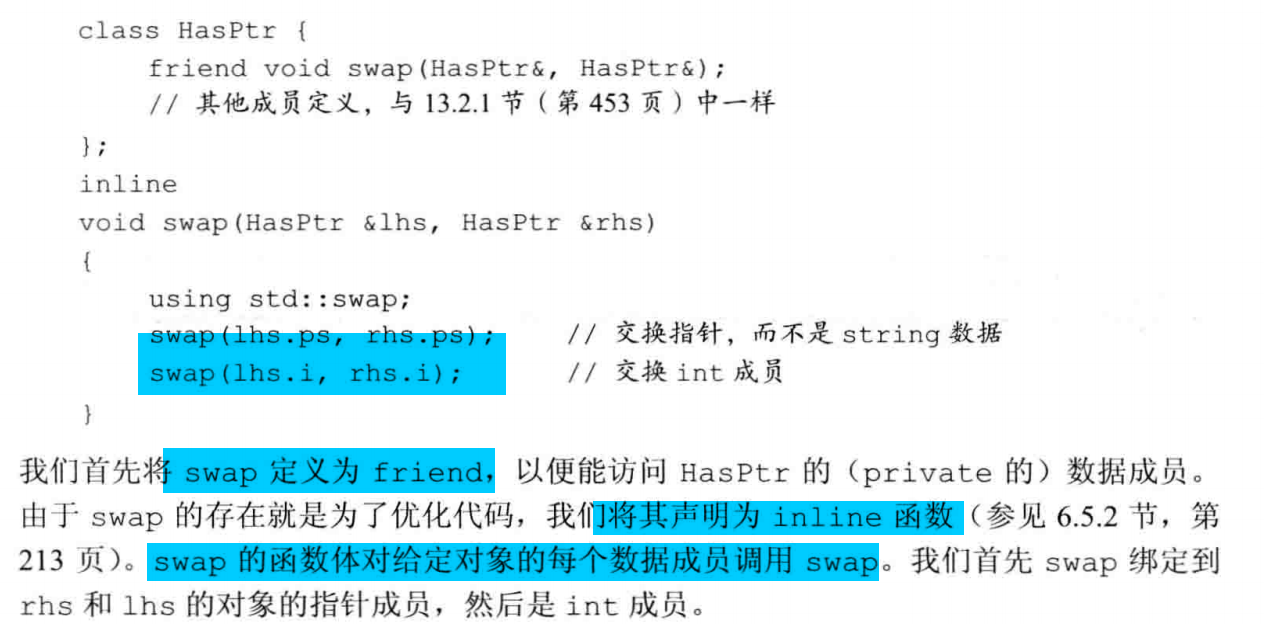 class HasPtr {
friend void swap(HasPtr&, HasPtr&);
// 其他成员定义，与 13.2.1 节（第 453 页）中一样
};
inline
void swap(HasPtr &lhs, HasPtr &rhs)
{
using std::swap;
swap(lhs.ps, rhs.ps); // 交换指针，而不是 string 数据
swap(lhs.i, rhs.i); // 交换 int 成员
}
我们首先将 swap 定义为 friend，以便能访问 HasPtr 的（private 的）数据成员。
由于 swap 的存在就是为了优化代码，我们将其声明为 inline 函数（参见 6.5.2 节，第
213 页）。swap 的函数体对给定对象的每个数据成员调用 swap。我们首先 swap 绑定到
rhs 和 lhs 的对象的指针成员，然后是 int 成员。